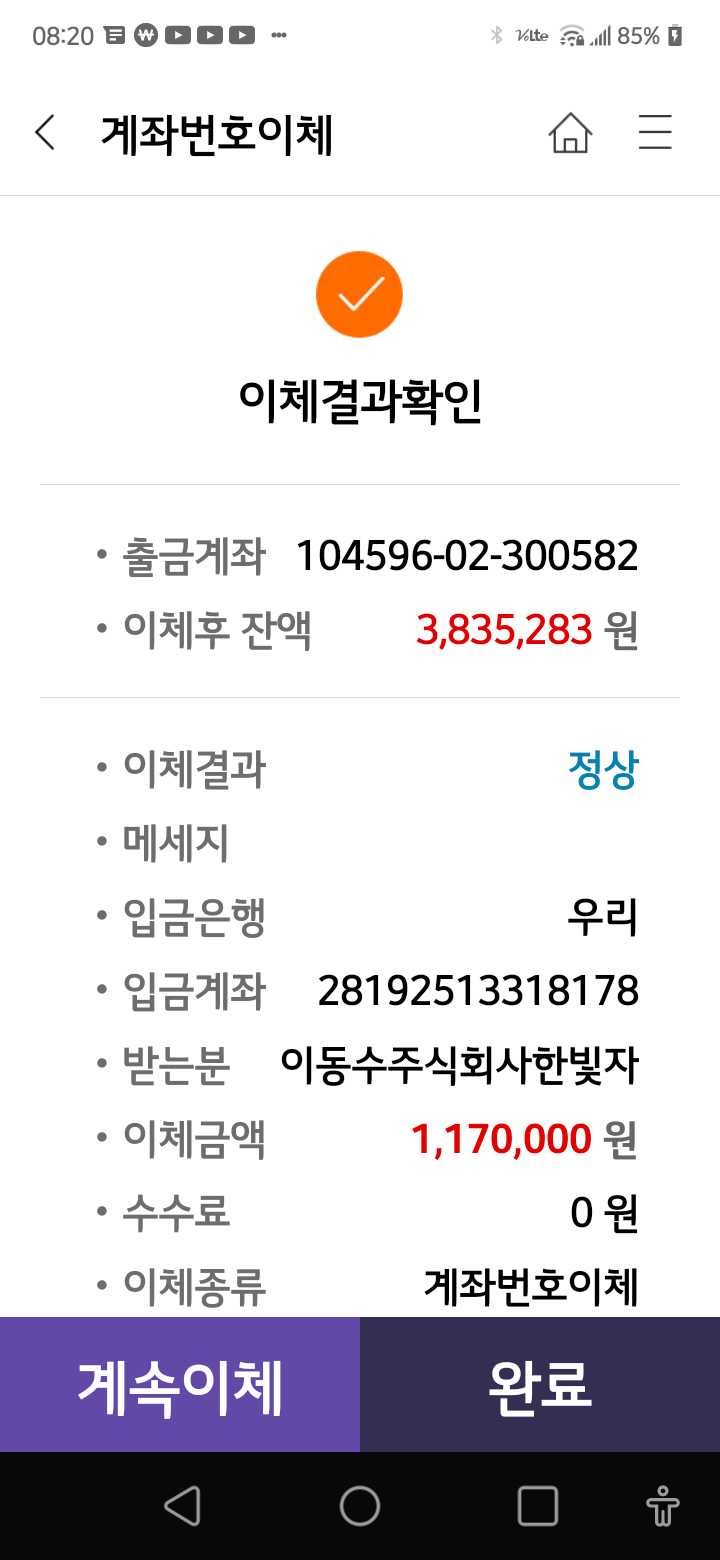 08:20 85%
계좌번호이체
이체결과확인
• 출금계좌 104596-02-300582
• 이체후 잔액 3,835,283 원
• 이체결과 정상
• 메세지
• 입금은행 우리
• 입금계좌 28192513318178
• 받는분 이동수주식회사한빛자
• 이체금액 1,170,000 원
• 수수료 0 원
• 이체종류 계좌번호이체
계속이체 완료